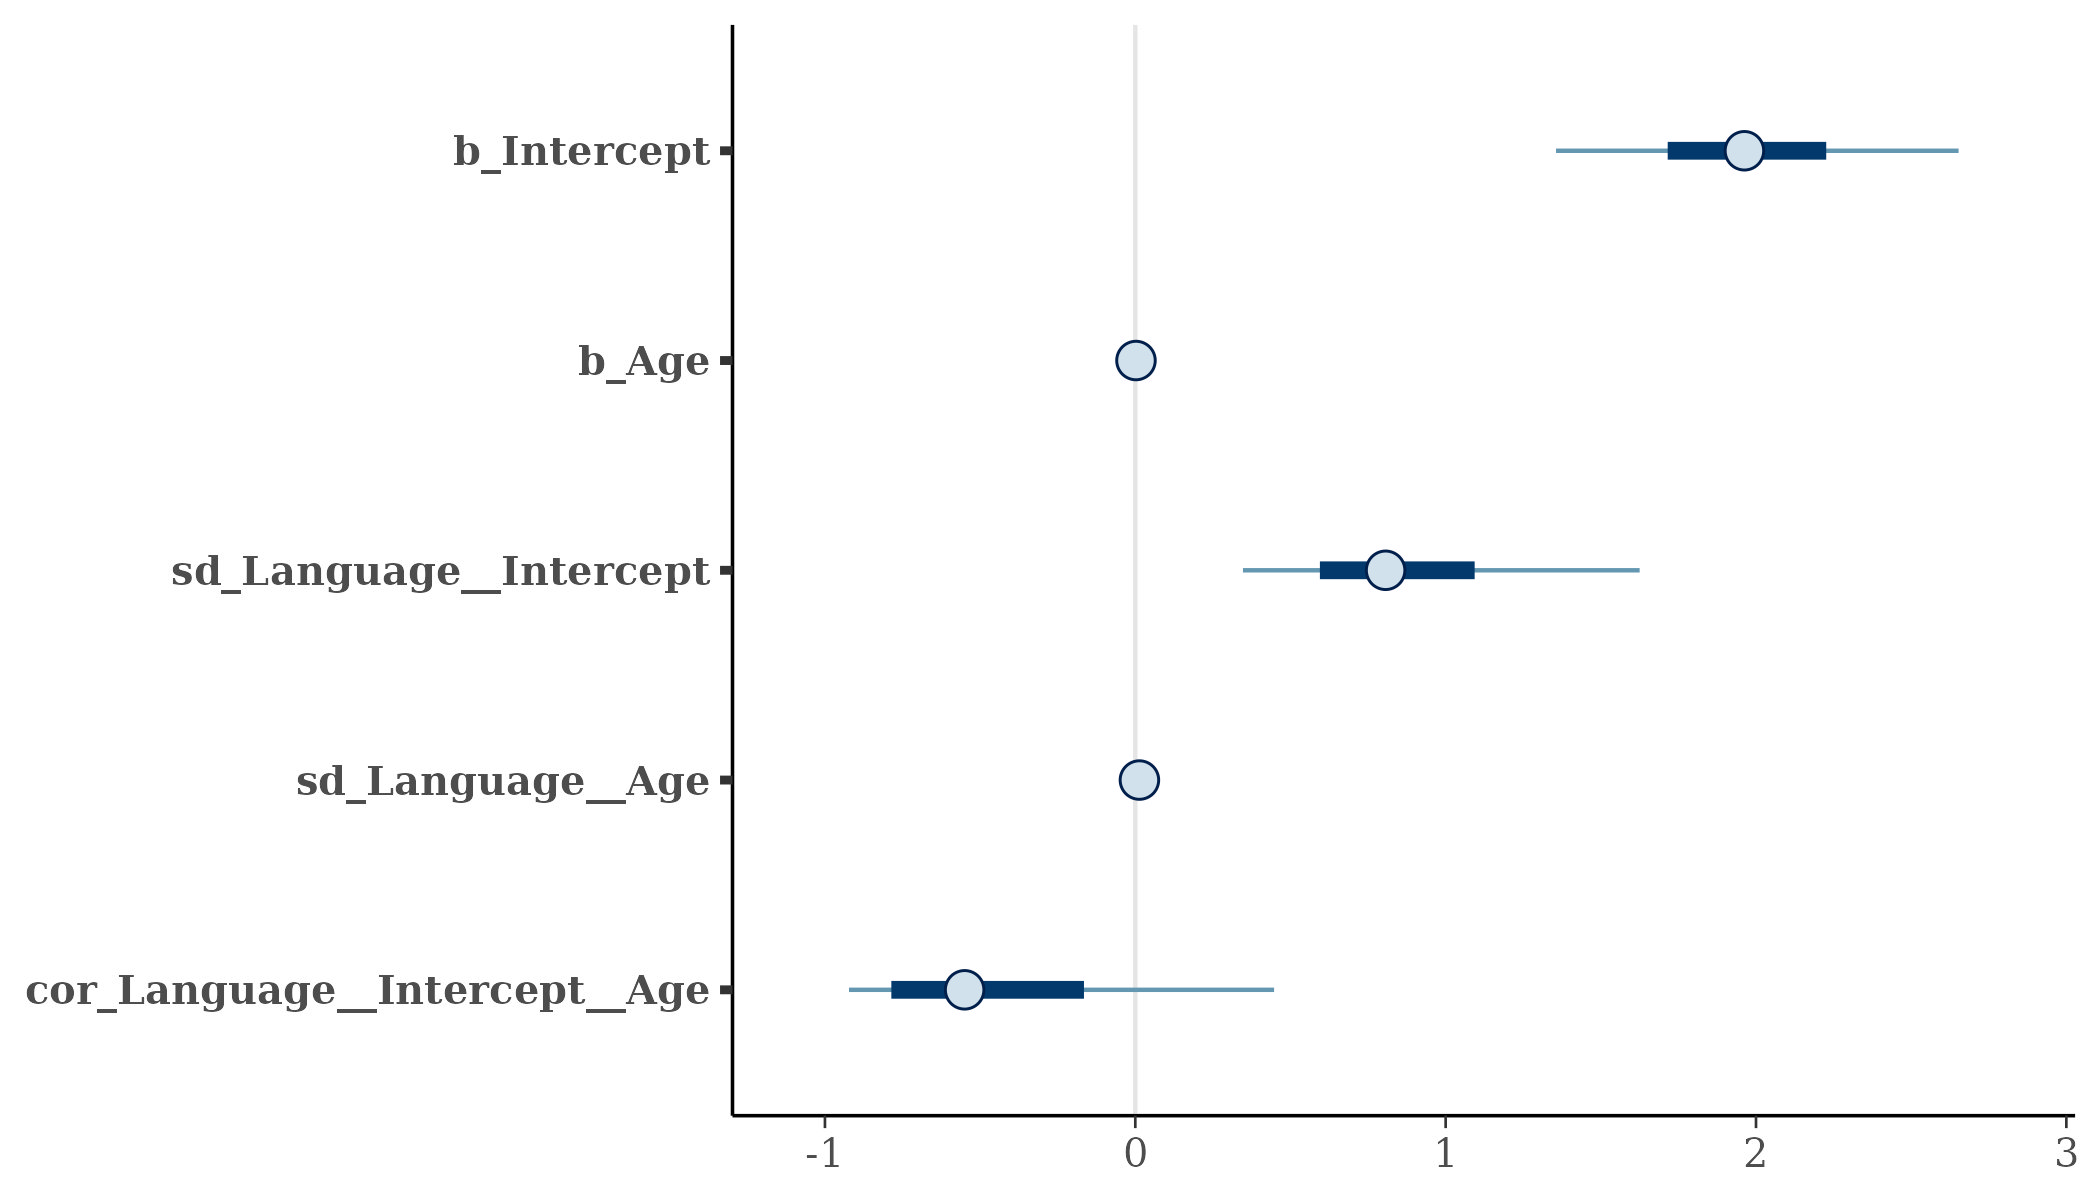 b_Intercept
b_Age
sd_Language__Intercept
sd_Language__Age
cor_Language__Intercept__Age
-1 0 1 2 3